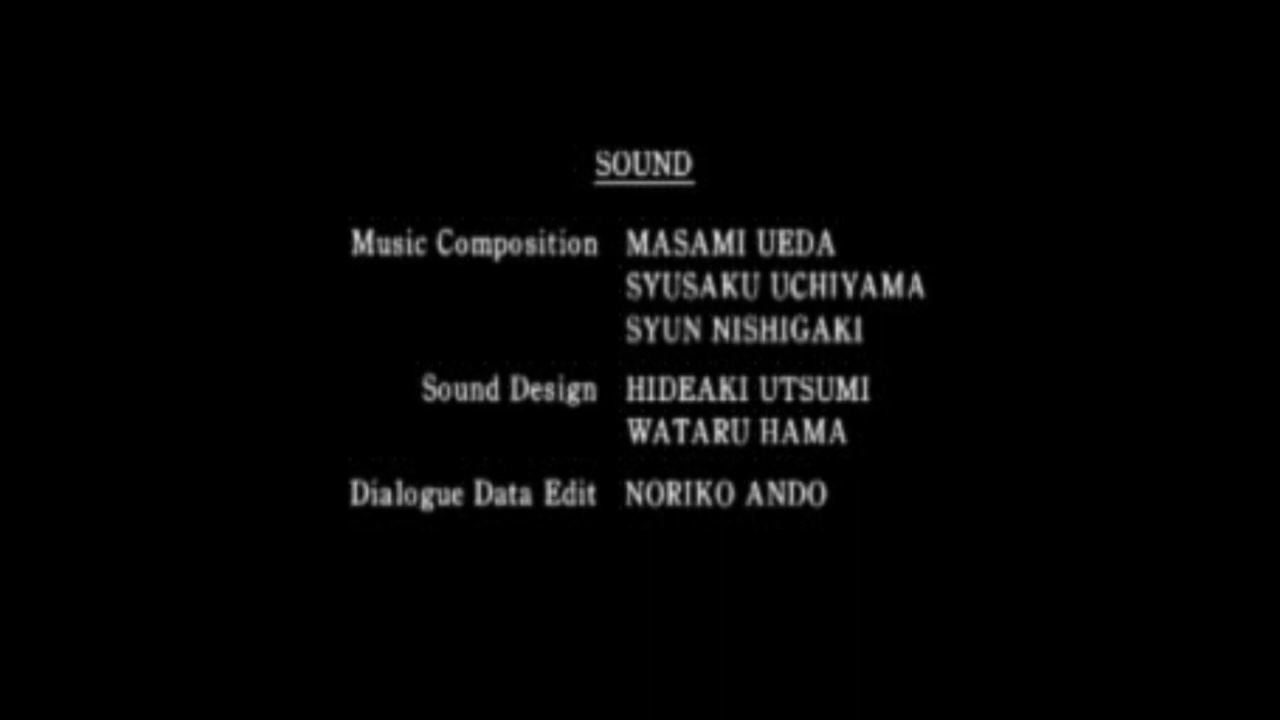 SOUND
Music Composition MASAMI UEDA
SYUSAKU UCHIYAMA
SYUN NISHIGAKI
Sound Design HIDEAKI UTSUMI
WATARU HAMA
Dialogue Data Edit NORIKO ANDO